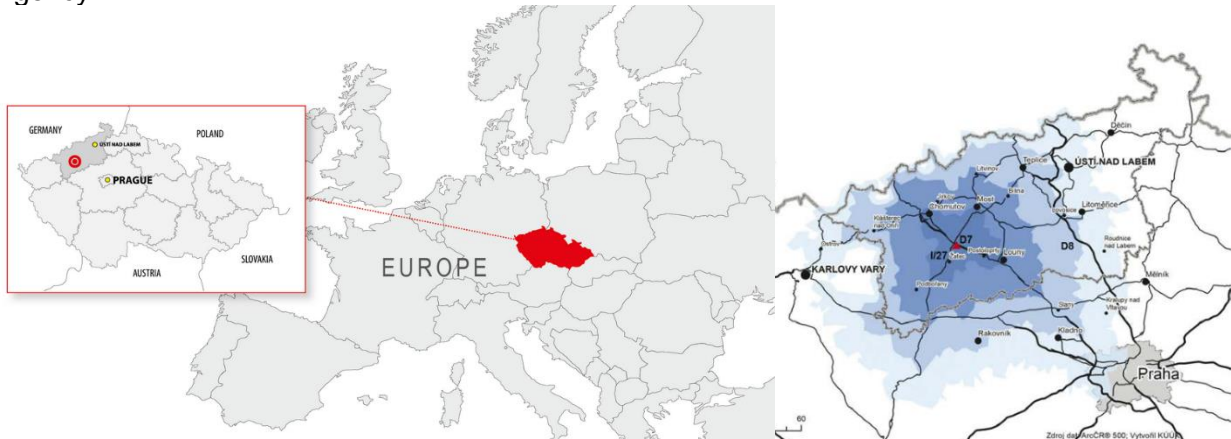 GERMANY
POLAND
ÚSTÍ NAD LABEM
PRAGUE
AUSTRIA
SLOVAKIA
EUROPE
Děčín
Teplice
ÚSTÍ NAD LABEM
Litvínov
Bílina
Litoměřice
Lovosice
Jirkov
Most
Chomutov
Klášterec
nad Ohří
Roudnice
nad Labem
Ostrov
D7
D8
I/27
Žatec
Postoloprty
Louny
KARLOVY VARY
Podbořany
Mělník
Slaný
Kralupy nad
Vltavou
Rakovník
Kladno
Praha
60
Zdroj dat ArcČR® 500; Vytvořil KÚÚK